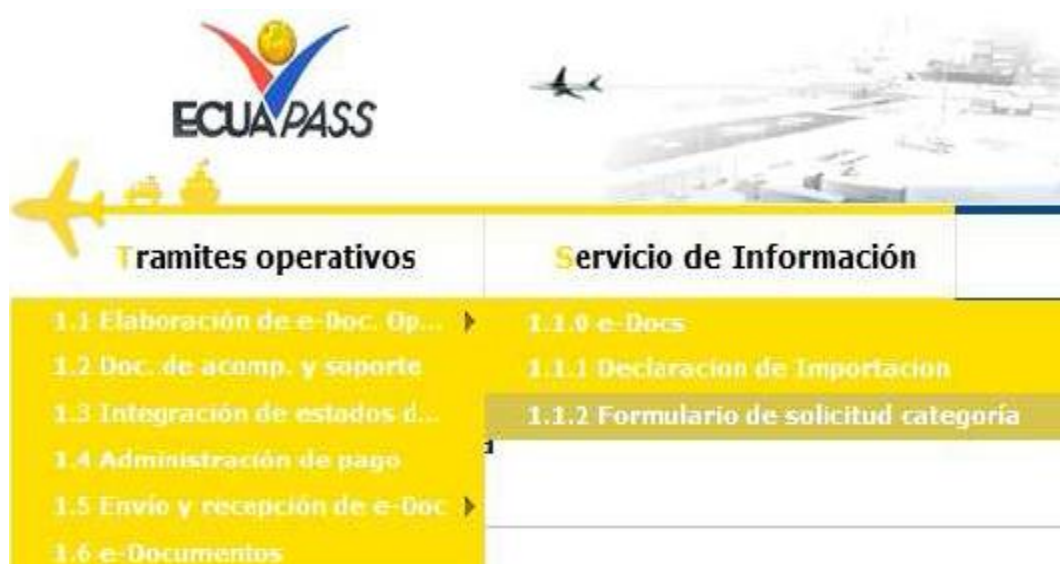 ECUAPASS
Tramites operativos
Servicio de Información
1.1 Elaboración de e-Doc. Op...
1.1.0 e-Docs
1.2 Doc. de acomp. y soporte
1.1.1 Declaracion de Importacion
1.3 Integración de estados d...
1.1.2 Formulario de solicitud categoría
1.4 Administración de pago
1.5 Envío y recepción de e-Doc
1.6 e-Documentos